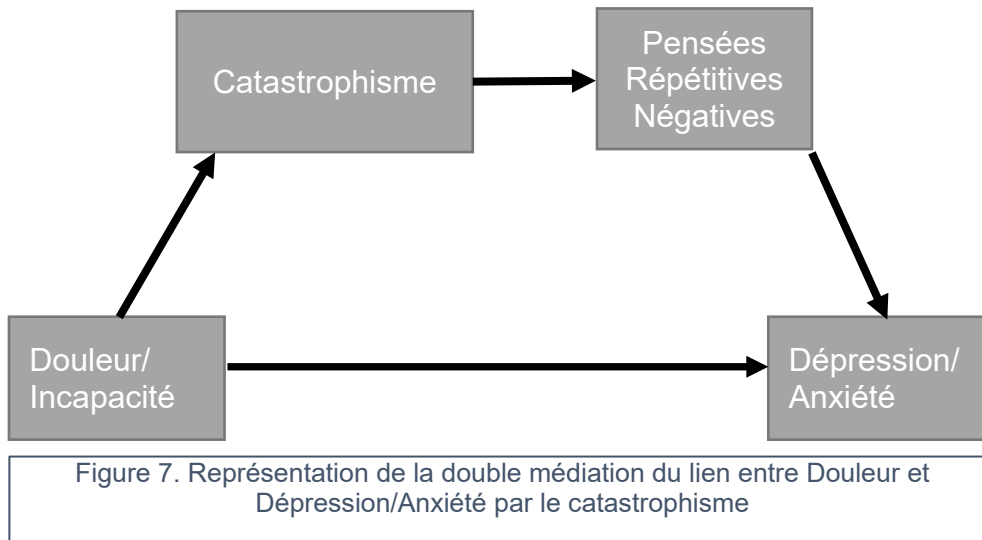 Catastrophisme
Pensées
Répétitives
Négatives
Douleur/
Incapacité
Dépression/
Anxiété
Figure 7. Représentation de la double médiation du lien entre Douleur et
Dépression/Anxiété par le catastrophisme